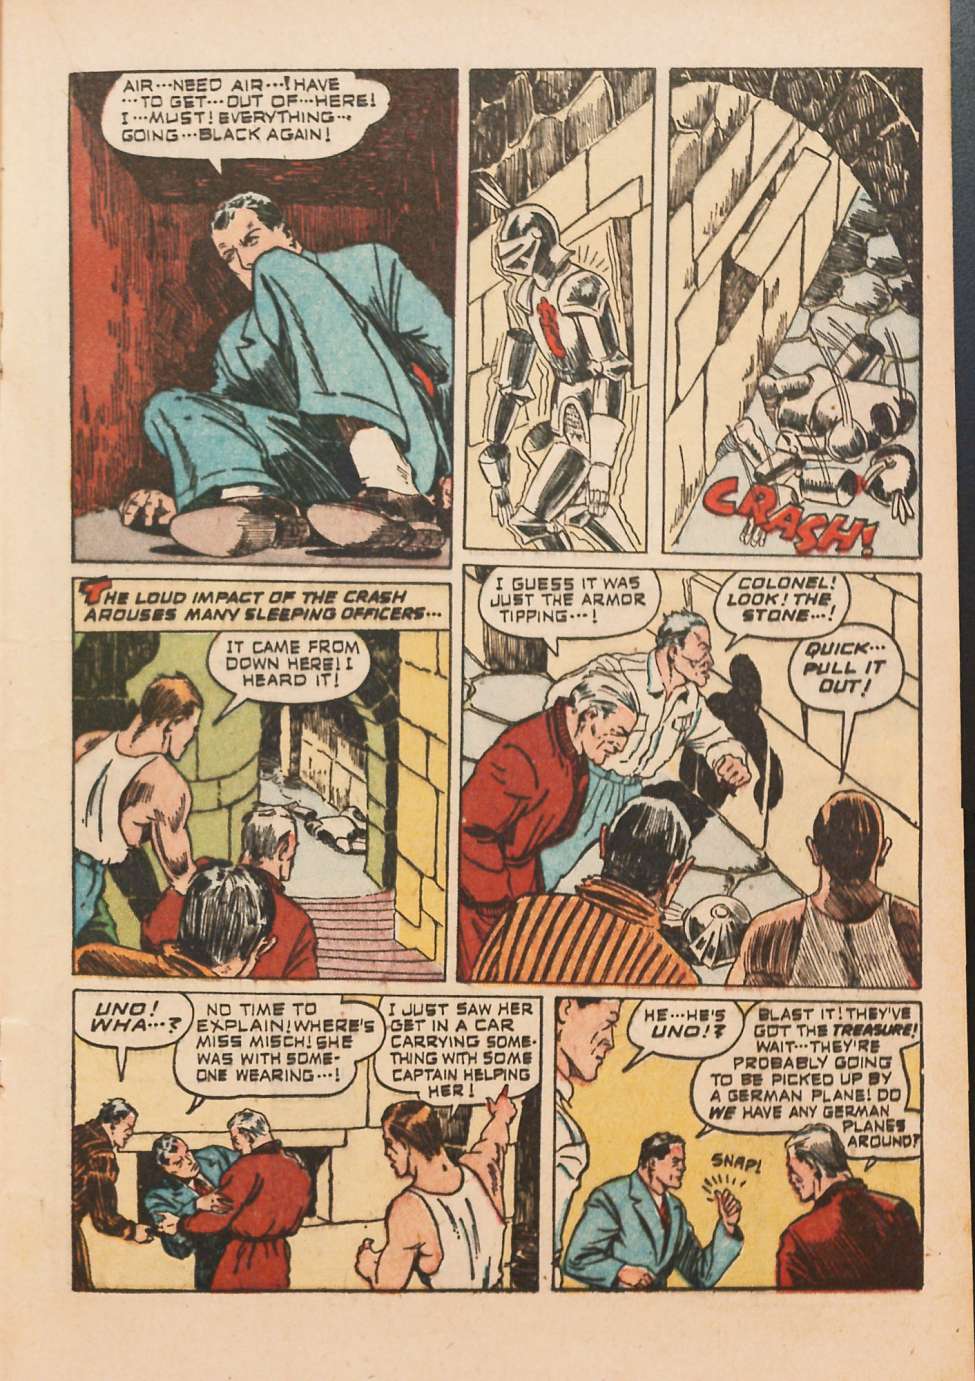 AIR---NEED AIR---I HAVE
---TO GET---OUT OF---HERE!
I---MUST! EVERYTHING---
GOING---BLACK AGAIN!
CRASH!
THE LOUD IMPACT OF THE CRASH
AROUSES MANY SLEEPING OFFICERS---
IT CAME FROM
DOWN HERE! I
HEARD IT!
I GUESS IT WAS
JUST THE ARMOR
TIPPING---!
COLONEL!
LOOK! THE
STONE---!
QUICK---
PULL IT
OUT!
UNO!
WHA---?
NO TIME TO
EXPLAIN! WHERE'S
MISS MISCH! SHE
WAS WITH SOME-
ONE WEARING---!
I JUST SAW HER
GET IN A CAR
CARRYING SOME-
THING WITH SOME
CAPTAIN HELPING
HER!
HE---HE'S
UNO!?
BLAST IT! THEY'VE
GOT THE TREASURE!
WAIT---THEY'RE
PROBABLY GOING
TO BE PICKED UP BY
A GERMAN PLANE! DO
WE HAVE ANY GERMAN
PLANES
AROUND?
SNAP!